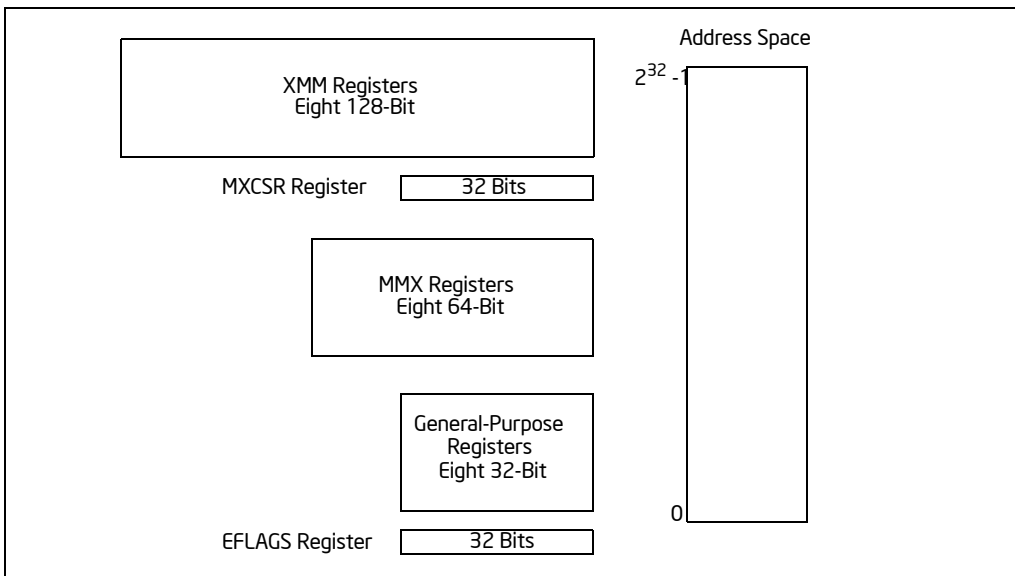 Address Space
2^32 -1
XMM Registers
Eight 128-Bit
MXCSR Register
32 Bits
MMX Registers
Eight 64-Bit
General-Purpose
Registers
Eight 32-Bit
0
EFLAGS Register
32 Bits